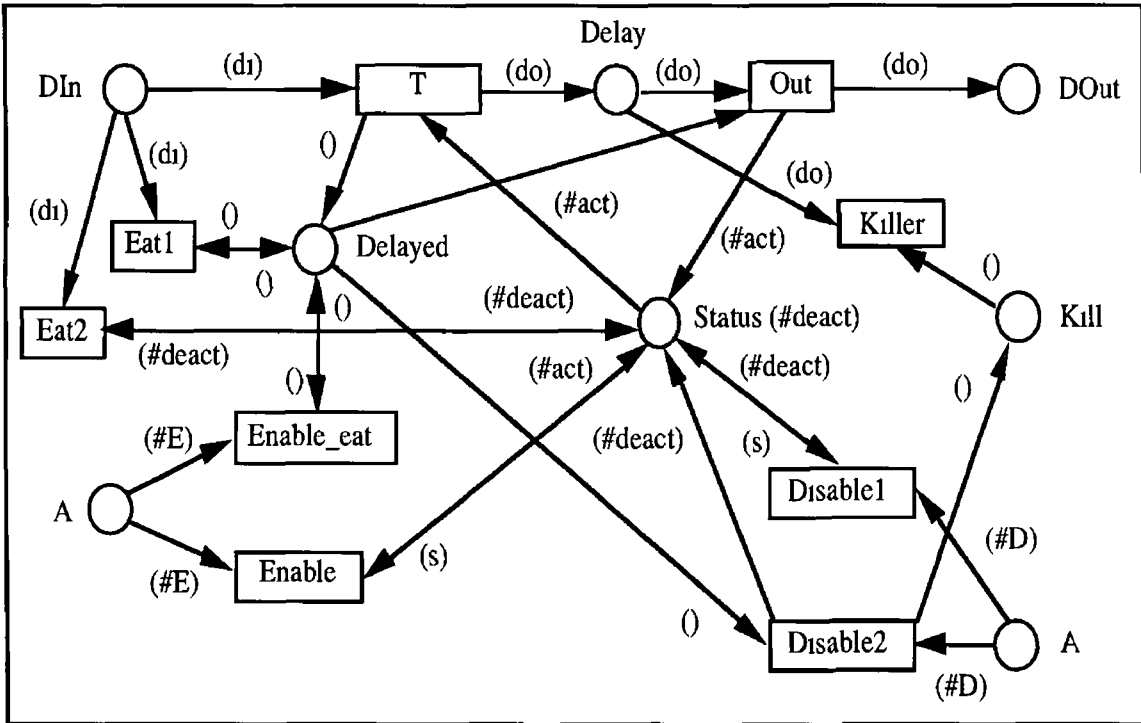 Delay
DIn
(dı)
T
(do)
(do)
Out
(do)
DOut
()
(dı)
(do)
(dı)
(#act)
Kıller
Eat1
()
Delayed
(#act)
()
()
()
(#deact)
Eat2
Status (#deact)
Kıll
(#deact)
(#act)
(#deact)
()
()
(#E)
Enable_eat
(#deact)
(s)
Dısable1
A
(#D)
(#E)
Enable
(s)
()
Dısable2
A
(#D)